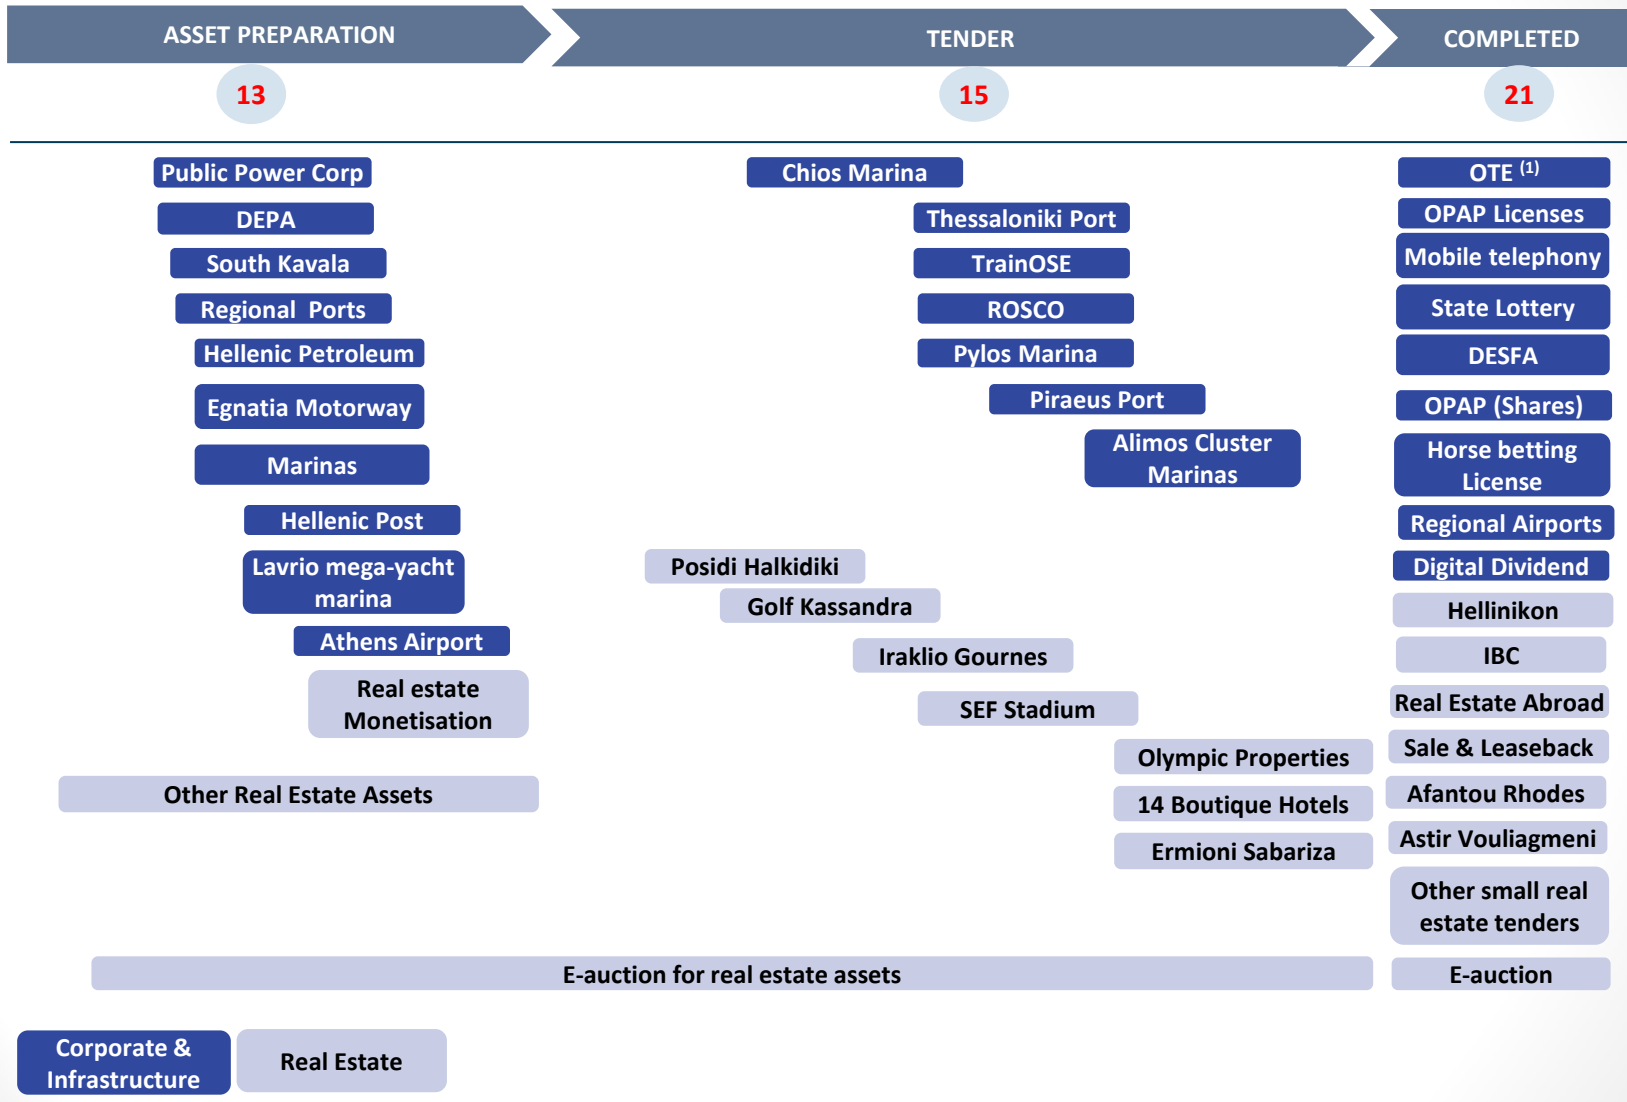 ASSET PREPARATION
TENDER
COMPLETED
13
15
21
Public Power Corp
DEPA
South Kavala
Regional Ports
Hellenic Petroleum
Egnatia Motorway
Marinas
Hellenic Post
Lavrio mega-yacht
marina
Athens Airport
Real estate
Monetisation
Other Real Estate Assets
Chios Marina
Thessaloniki Port
TrainOSE
ROSCO
Pylos Marina
Piraeus Port
Alimos Cluster
Marinas
Posidi Halkidiki
Golf Kassandra
Iraklio Gournes
SEF Stadium
Olympic Properties
14 Boutique Hotels
Ermioni Sabariza
E-auction for real estate assets
OTE (1)
OPAP Licenses
Mobile telephony
State Lottery
DESFA
OPAP (Shares)
Horse betting
License
Regional Airports
Digital Dividend
Hellinikon
IBC
Real Estate Abroad
Sale & Leaseback
Afantou Rhodes
Astir Vouliagmeni
Other small real
estate tenders
E-auction
Corporate &
Infrastructure
Real Estate